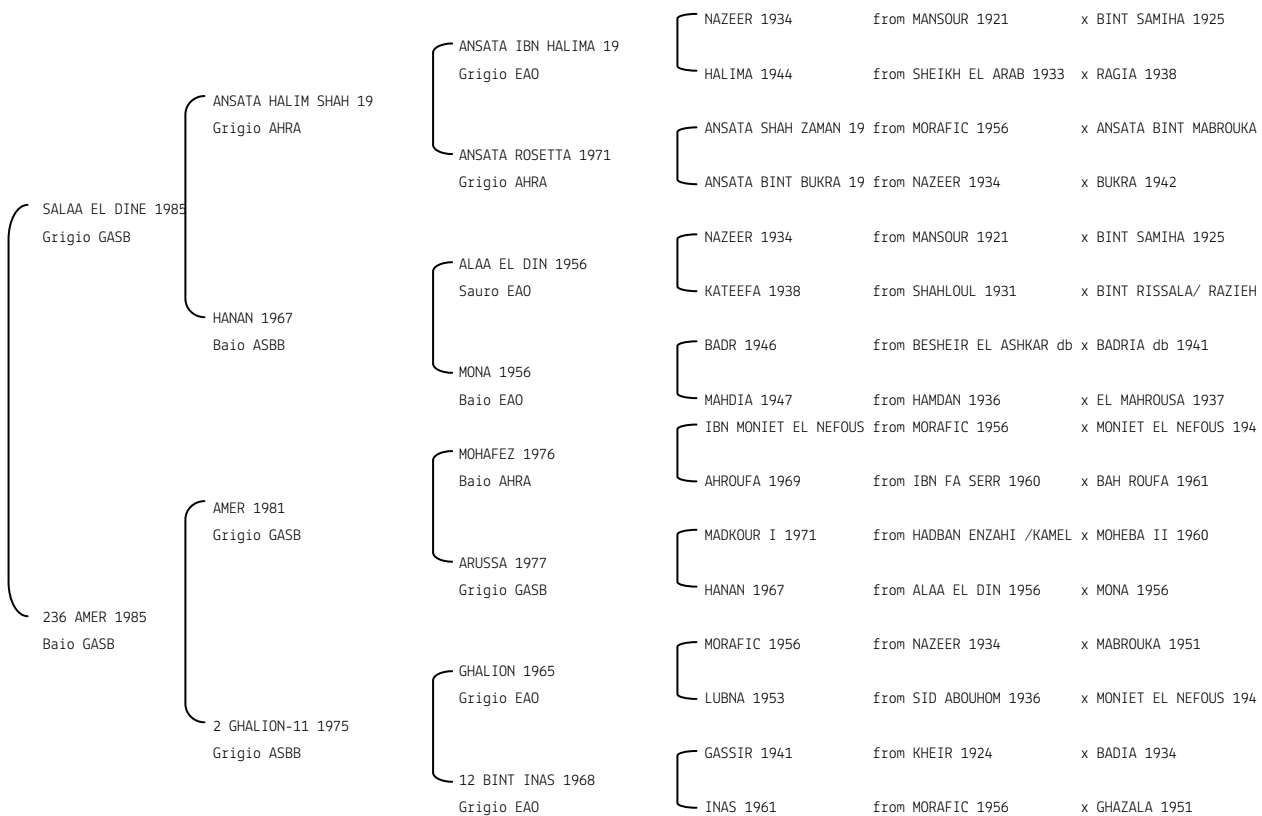 NAZEER 1934 from MANSOUR 1921 x BINT SAMIHA 1925
ANSATA IBN HALIMA 19
Grigio EAO HALIMA 1944 from SHEIKH EL ARAB 1933 x RAGIA 1938
ANSATA HALIM SHAH 19
Grigio AHRA ANSATA SHAH ZAMAN 19 from MORAFIC 1956 x ANSATA BINT MABROUKA
ANSATA ROSETTA 1971
Grigio AHRA ANSATA BINT BUKRA 19 from NAZEER 1934 x BUKRA 1942
SALAA EL DINE 1985
Grigio GASB NAZEER 1934 from MANSOUR 1921 x BINT SAMIHA 1925
ALAA EL DIN 1956
Sauro EAO KATEEFA 1938 from SHAHLOUL 1931 x BINT RISSALA/ RAZIEH
HANAN 1967
Baio ASBB BADR 1946 from BESHEIR EL ASHKAR db x BADRIA db 1941
MONA 1956
Baio EAO MAHDIA 1947 from HAMDAN 1936 x EL MAHROUSA 1937
IBN MONIET EL NEFOUS from MORAFIC 1956 x MONIET EL NEFOUS 194
MOHAFEZ 1976
Baio AHRA AHROUFA 1969 from IBN FA SERR 1960 x BAH ROUFA 1961
AMER 1981
Grigio GASB MADKOUR I 1971 from HADBAN ENZAHI /KAMEL x MOHEBA II 1960
ARUSSA 1977
Grigio GASB HANAN 1967 from ALAA EL DIN 1956 x MONA 1956
236 AMER 1985
Baio GASB MORAFIC 1956 from NAZEER 1934 x MABROUKA 1951
GHALION 1965
Grigio EAO LUBNA 1953 from SID ABOUHOM 1936 x MONIET EL NEFOUS 194
2 GHALION-11 1975
Grigio ASBB GASSIR 1941 from KHEIR 1924 x BADIA 1934
12 BINT INAS 1968
Grigio EAO INAS 1961 from MORAFIC 1956 x GHAZALA 1951